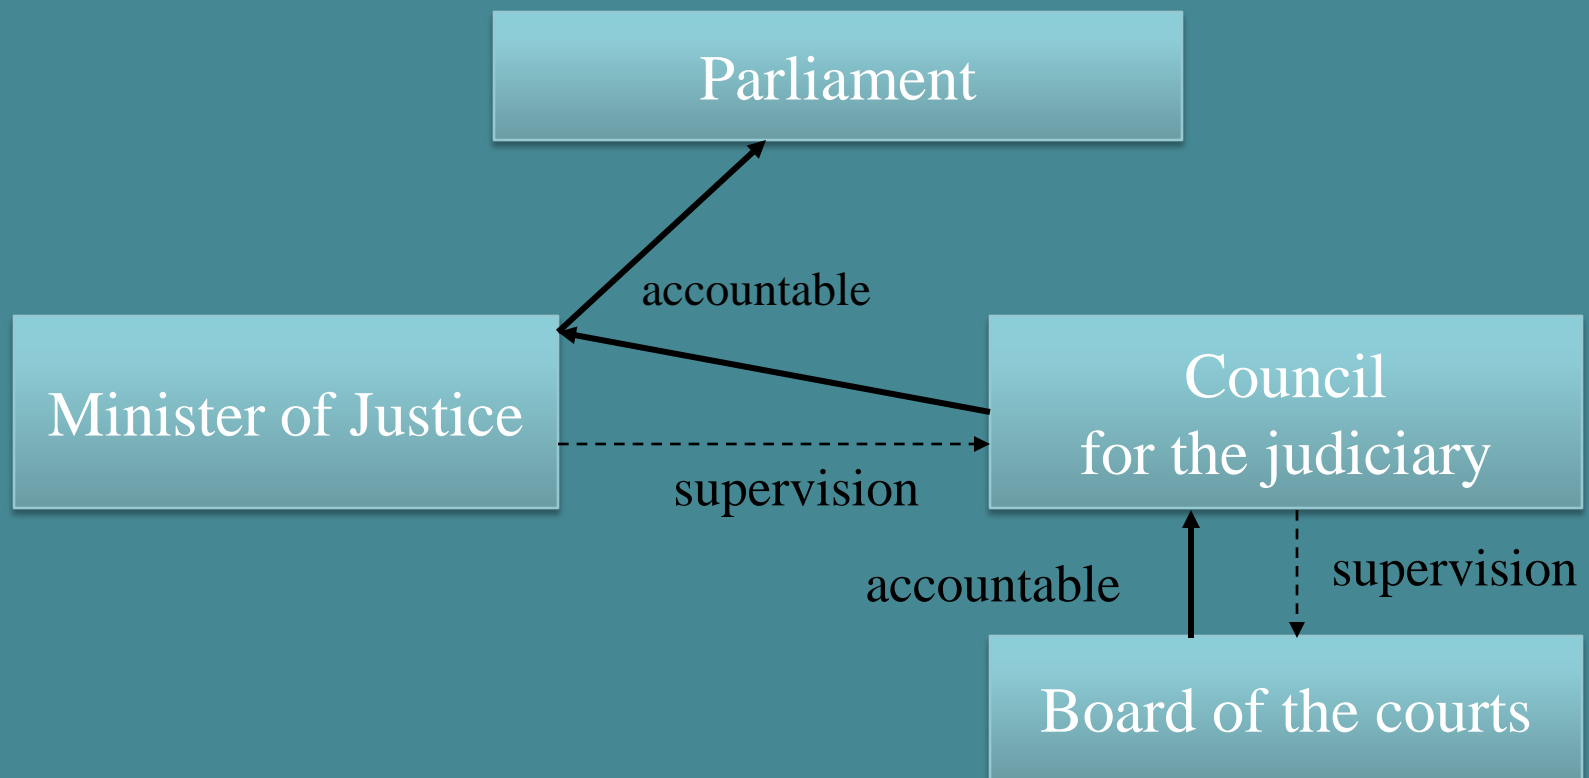 Parliament
accountable
Minister of Justice
Council
for the judiciary
supervision
accountable
supervision
Board of the courts